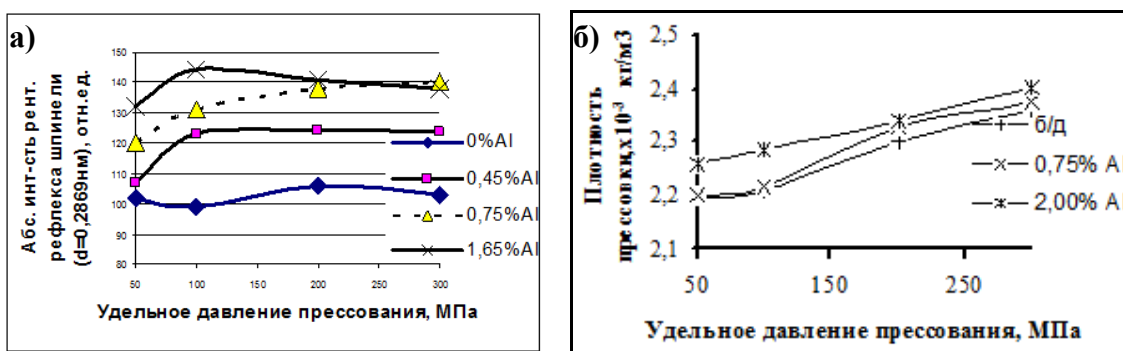 а)
Абс. инт-сть рент.
рефлекса шпинели
(d=0,2869нм), отн.ед.
150
140
130
120
110
100
90
80
0%Al
0,45%Al
0,75%Al
1,65%Al
50 100 150 200 250 300
Удельное давление прессования, МПа
б)
Плотность
прессовки,x10⁻³ кг/м3
2,5
2,4
2,3
2,2
2,1
б/д
0,75% Al
2,00% Al
50 150 250
Удельное давление прессования, МПа